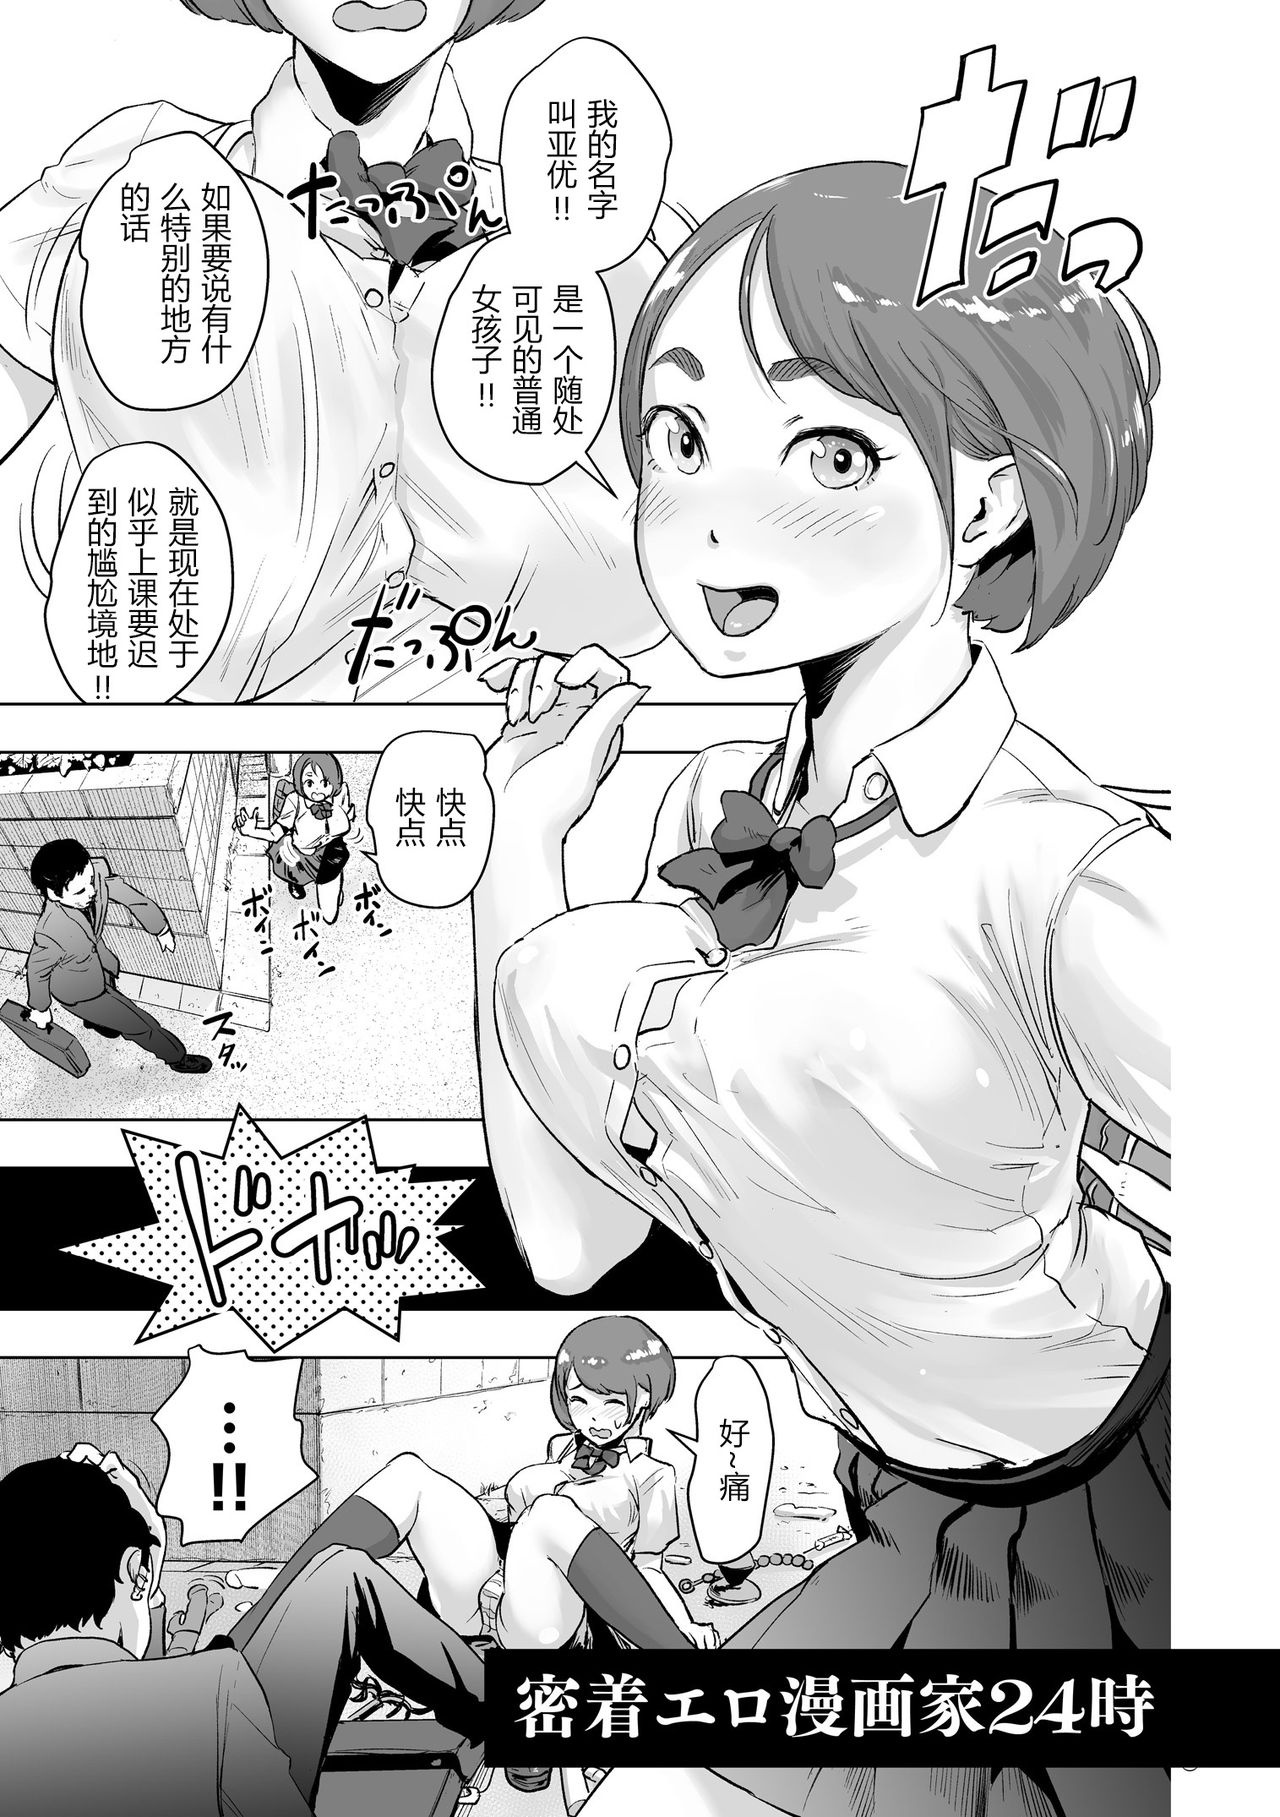 ダッ
我的名字
叫亚优!!
是一个随处
可见的普通
女孩子!!
たっぷん
如果要说有什
么特别的地方
的话
だっぷん
就是现在处于
似乎上课要迟
到的尴尬境地!!
快点
快点
ボイン
ボイン
ボイン
スタッ
ドカッ
好~痛
…!!
密着エロ漫画家24時